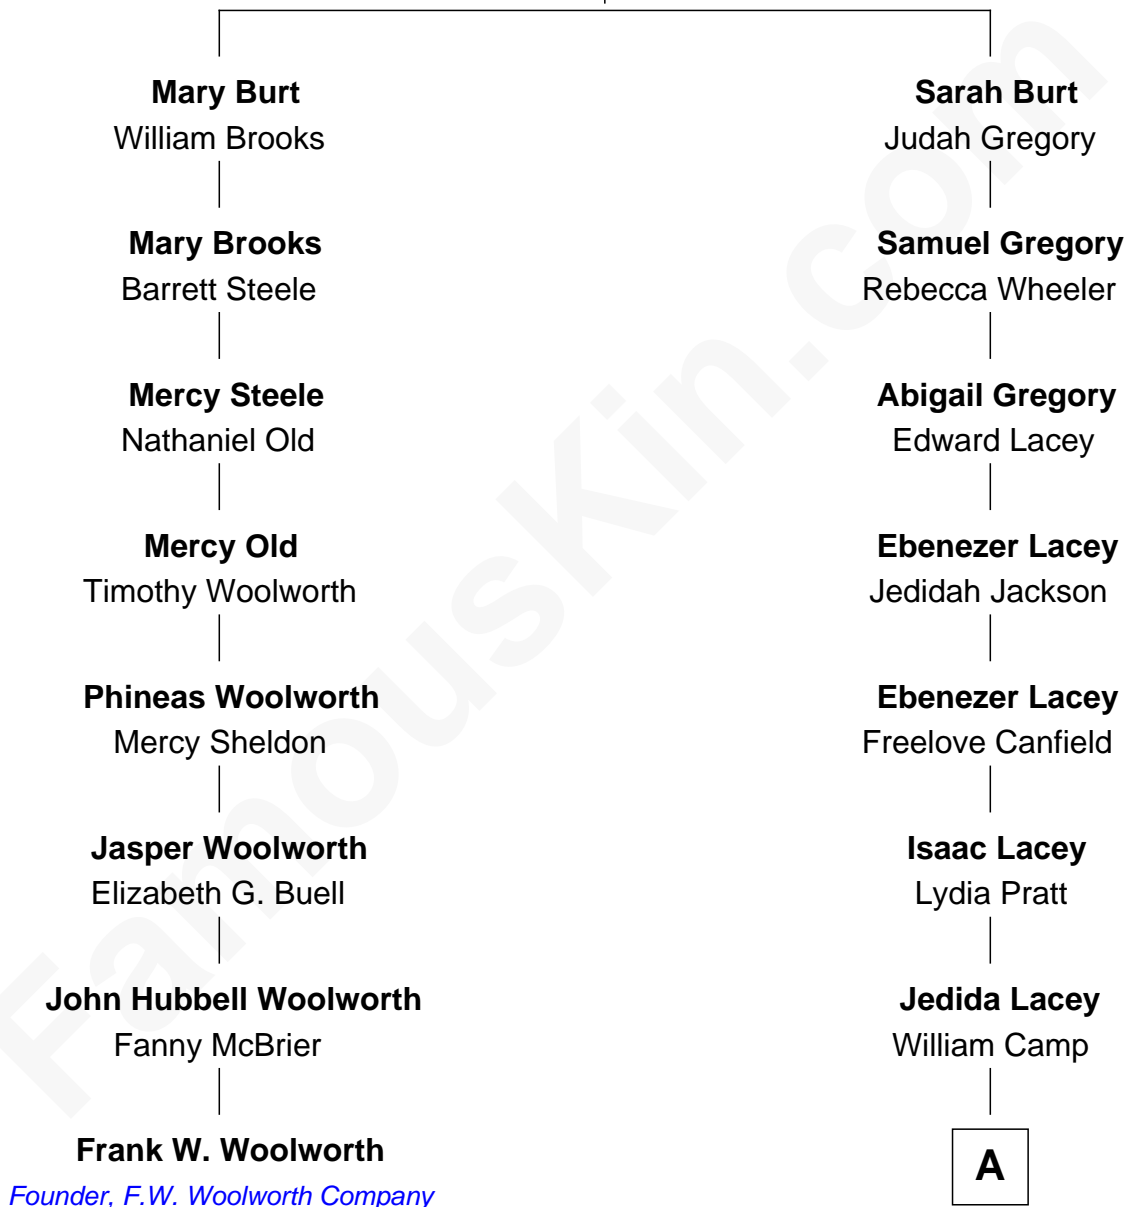 Mary Burt
William Brooks
Mary Brooks
Barrett Steele
Mercy Steele
Nathaniel Old
Mercy Old
Timothy Woolworth
Phineas Woolworth
Mercy Sheldon
Jasper Woolworth
Elizabeth G. Buell
John Hubbell Woolworth
Fanny McBrier
Frank W. Woolworth
Founder, F.W. Woolworth Company
Sarah Burt
Judah Gregory
Samuel Gregory
Rebecca Wheeler
Abigail Gregory
Edward Lacey
Ebenezer Lacey
Jedidah Jackson
Ebenezer Lacey
Freelove Canfield
Isaac Lacey
Lydia Pratt
Jedida Lacey
William Camp
A
FamousKin.com